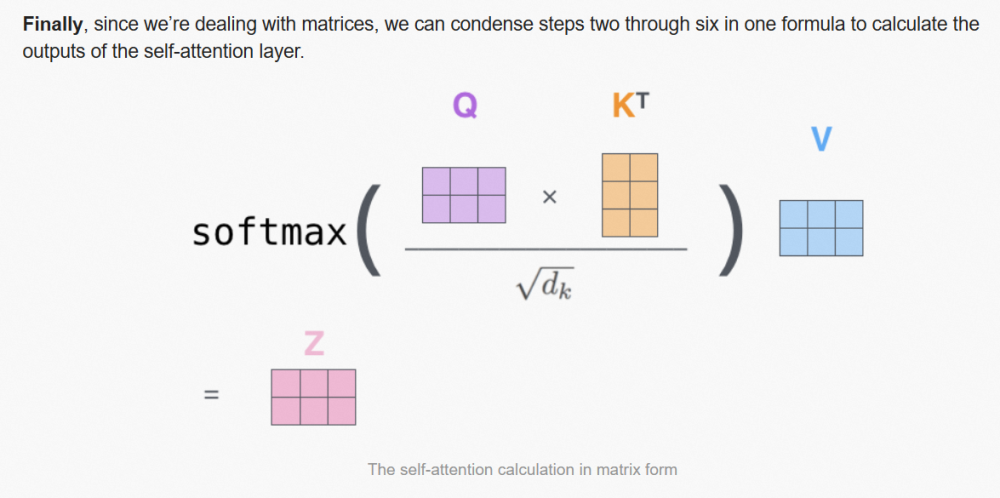 Finally, since we’re dealing with matrices, we can condense steps two through six in one formula to calculate the
outputs of the self-attention layer.
Q
Kᵀ
V
×
softmax( )
√dₖ
Z
=
The self-attention calculation in matrix form